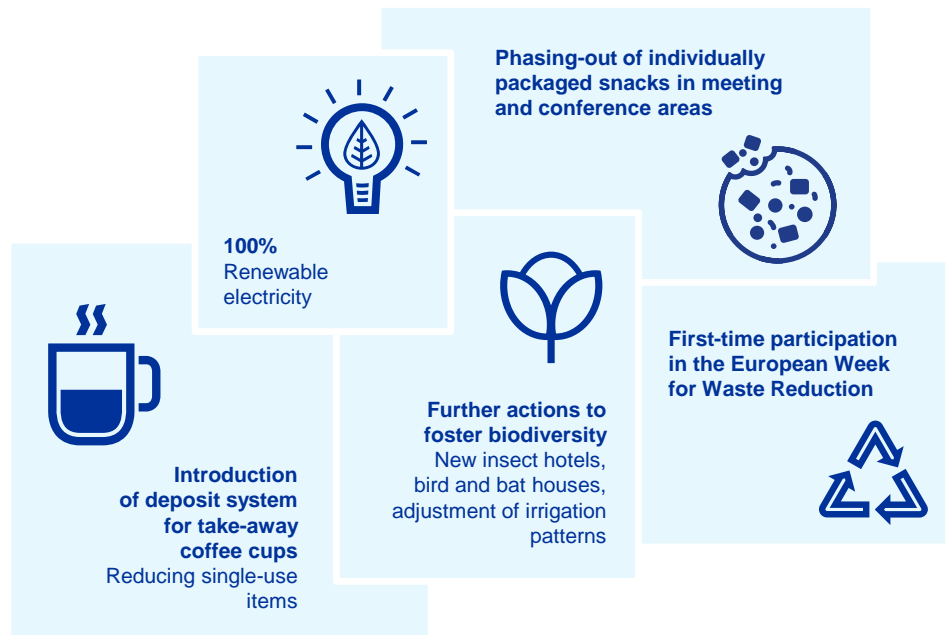 Phasing-out of individually
packaged snacks in meeting
and conference areas
100%
Renewable
electricity
First-time participation
in the European Week
for Waste Reduction
Further actions to
foster biodiversity
New insect hotels,
bird and bat houses,
adjustment of irrigation
patterns
Introduction
of deposit system
for take-away
coffee cups
Reducing single-use
items